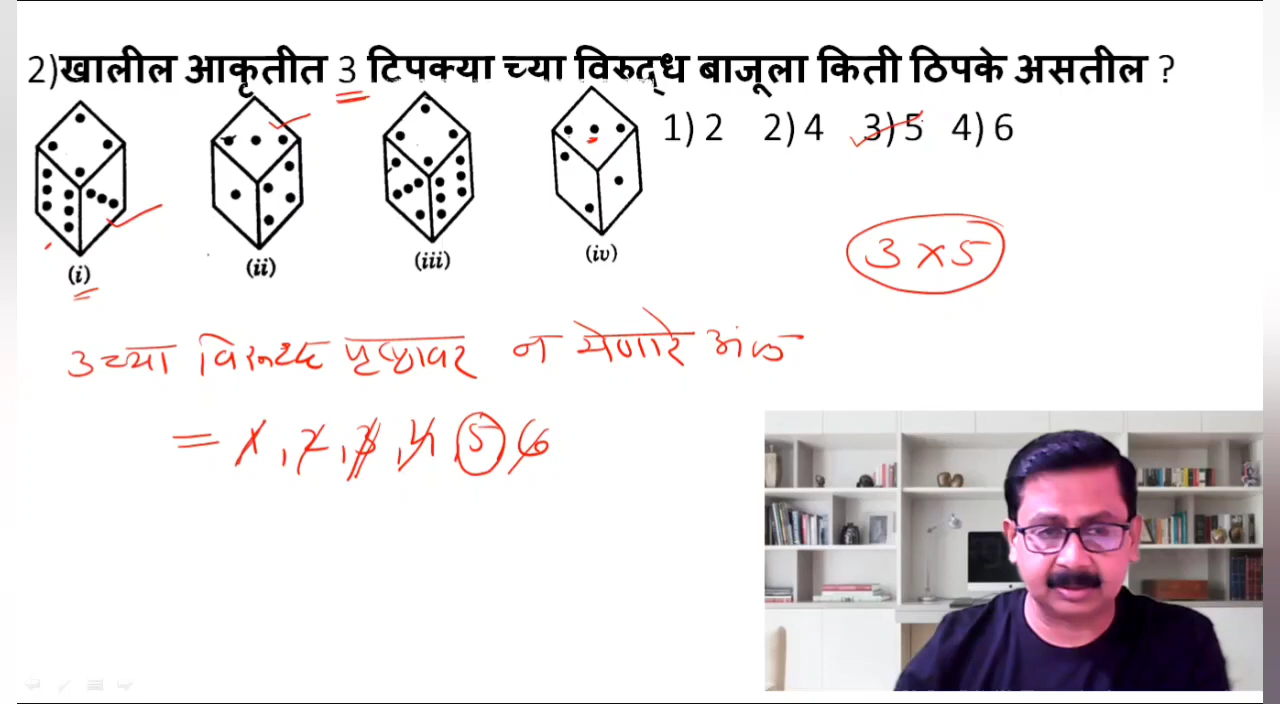 2)खालील आकृतीत 3 टिपक्या च्या विरुद्ध बाजूला किती ठिपके असतील ?
1) 2 2) 4 3) 5 4) 6
(i) (ii) (iii) (iv)
3 x 5
3 च्या विरुद्ध पृष्ठावर न येणारे अंक
= 1, 2, 3, 4 5 6